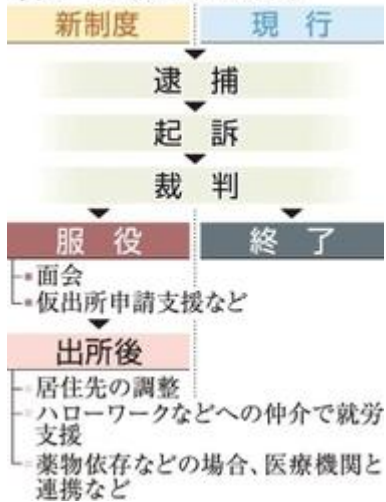 新制度 現行
逮捕
起訴
裁判
服役 終了
面会
仮出所申請支援など
出所後
居住先の調整
ハローワークなどへの仲介で就労
支援
薬物依存などの場合、医療機関と
連携など